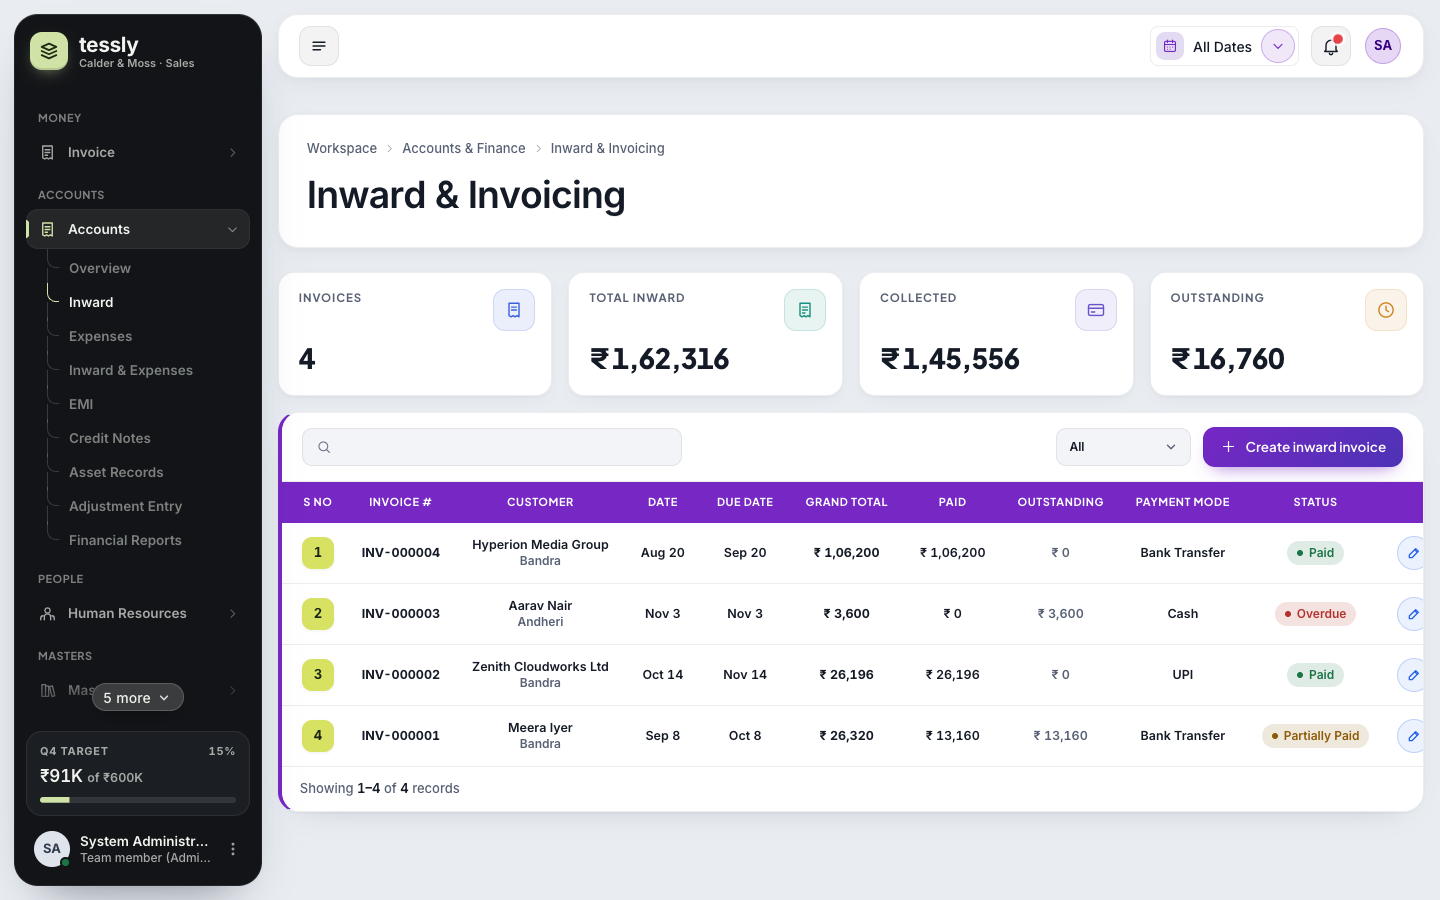 tessly
Calder & Moss · Sales
MONEY
Invoice
ACCOUNTS
Accounts
Overview
Inward
Expenses
Inward & Expenses
EMI
Credit Notes
Asset Records
Adjustment Entry
Financial Reports
PEOPLE
Human Resources
MASTERS
Mas
5 more
Q4 TARGET 15%
₹91K of ₹600K
SA
System Administr...
Team member (Admi...
All Dates
SA
Workspace > Accounts & Finance > Inward & Invoicing
Inward & Invoicing
INVOICES
4
TOTAL INWARD
₹1,62,316
COLLECTED
₹1,45,556
OUTSTANDING
₹16,760
All
+ Create inward invoice
S NO INVOICE # CUSTOMER DATE DUE DATE GRAND TOTAL PAID OUTSTANDING PAYMENT MODE STATUS
1 INV-000004 Hyperion Media Group Aug 20 Sep 20 ₹ 1,06,200 ₹ 1,06,200 ₹ 0 Bank Transfer Paid
Bandra
2 INV-000003 Aarav Nair Nov 3 Nov 3 ₹ 3,600 ₹ 0 ₹ 3,600 Cash Overdue
Andheri
3 INV-000002 Zenith Cloudworks Ltd Oct 14 Nov 14 ₹ 26,196 ₹ 26,196 ₹ 0 UPI Paid
Bandra
4 INV-000001 Meera Iyer Sep 8 Oct 8 ₹ 26,320 ₹ 13,160 ₹ 13,160 Bank Transfer Partially Paid
Bandra
Showing 1–4 of 4 records